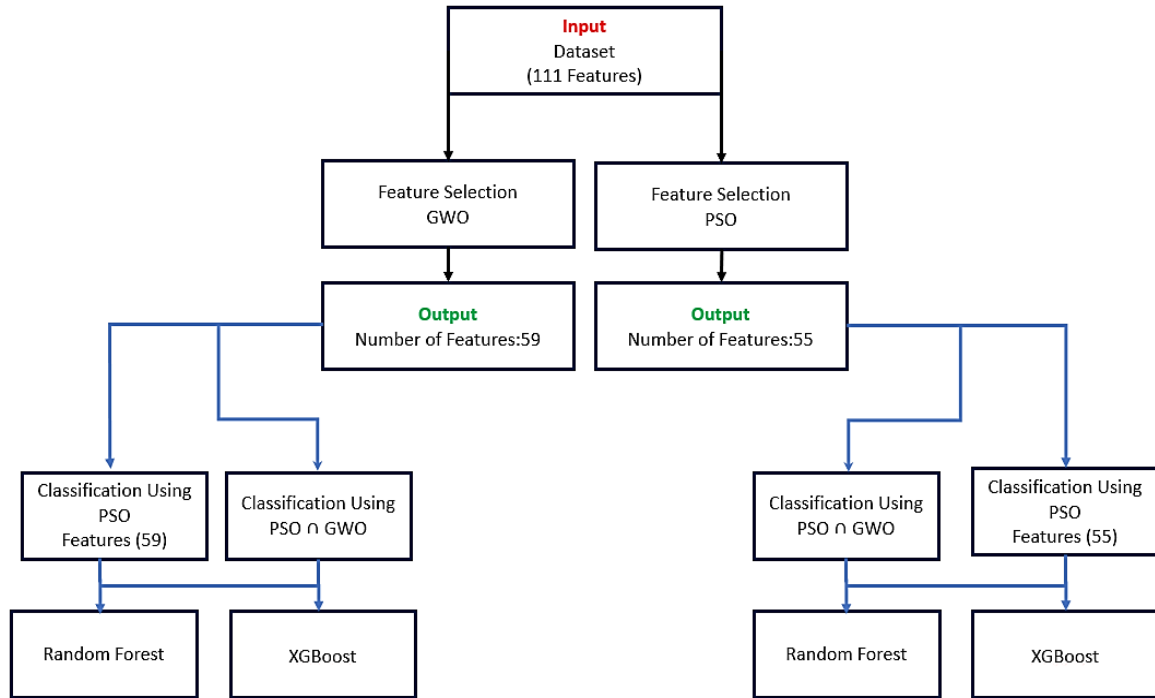 Input
Dataset
(111 Features)
Feature Selection
GWO
Feature Selection
PSO
Output
Number of Features:59
Output
Number of Features:55
Classification Using
PSO
Features (59)
Classification Using
PSO ∩ GWO
Classification Using
PSO ∩ GWO
Classification Using
PSO
Features (55)
Random Forest
XGBoost
Random Forest
XGBoost